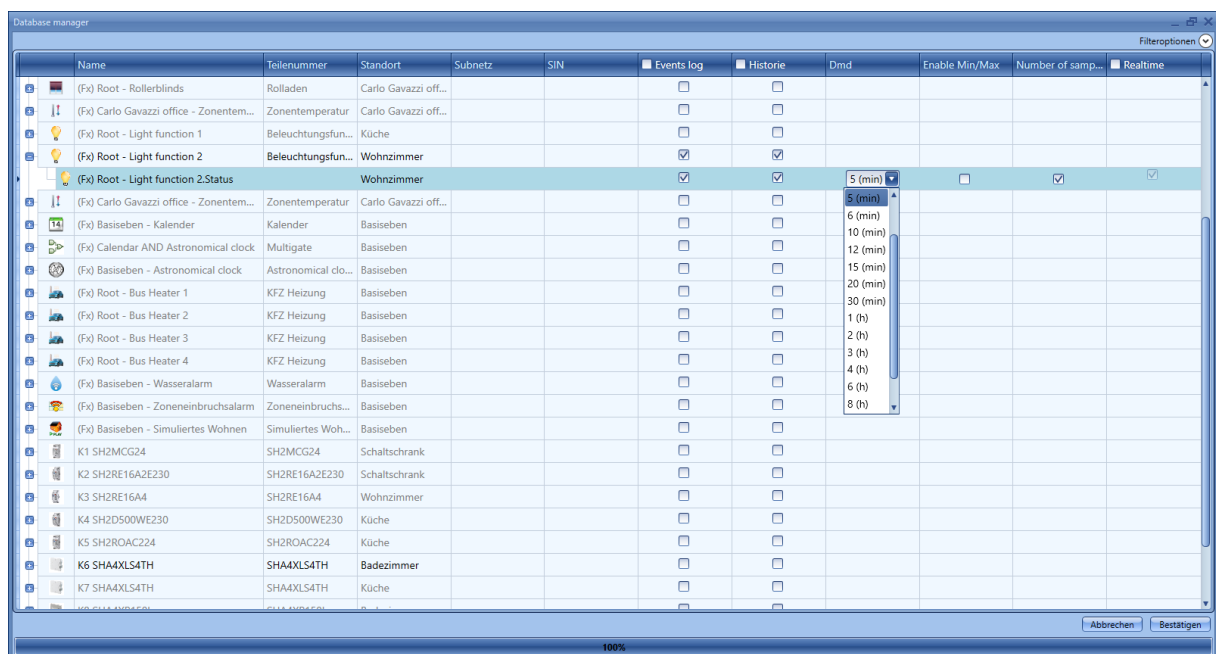 Database manager
Filteroptionen
Name Teilenummer Standort Subnetz SIN Events log Historie Dmd Enable Min/Max Number of samp... Realtime
(Fx) Root - Rollerblinds Rolladen Carlo Gavazzi off...
(Fx) Carlo Gavazzi office - Zonentem... Zonentemperatur Carlo Gavazzi off...
(Fx) Root - Light function 1 Beleuchtungsfun... Küche
(Fx) Root - Light function 2 Beleuchtungsfun... Wohnzimmer
(Fx) Root - Light function 2.Status Wohnzimmer 5 (min)
(Fx) Carlo Gavazzi office - Zonentem... Zonentemperatur Carlo Gavazzi off... 5 (min)
14 (Fx) Basiseben - Kalender Kalender Basiseben 6 (min)
10 (min)
(Fx) Calendar AND Astronomical clock Multigate Basiseben 12 (min)
(Fx) Basiseben - Astronomical clock Astronomical clo... Basiseben 15 (min)
20 (min)
(Fx) Root - Bus Heater 1 KFZ Heizung Basiseben 30 (min)
(Fx) Root - Bus Heater 2 KFZ Heizung Basiseben 1 (h)
(Fx) Root - Bus Heater 3 KFZ Heizung Basiseben 2 (h)
3 (h)
(Fx) Root - Bus Heater 4 KFZ Heizung Basiseben 4 (h)
(Fx) Basiseben - Wasseralarm Wasseralarm Basiseben 6 (h)
(Fx) Basiseben - Zoneneinbruchsalarm Zoneneinbruchs... Basiseben 8 (h)
(Fx) Basiseben - Simuliertes Wohnen Simuliertes Woh... Basiseben
K1 SH2MCG24 SH2MCG24 Schaltschrank
K2 SH2RE16A2E230 SH2RE16A2E230 Schaltschrank
K3 SH2RE16A4 SH2RE16A4 Wohnzimmer
K4 SH2D500WE230 SH2D500WE230 Küche
K5 SH2ROAC224 SH2ROAC224 Küche
K6 SHA4XLS4TH SHA4XLS4TH Badezimmer
K7 SHA4XLS4TH SHA4XLS4TH Küche
Abbrechen Bestätigen
100%